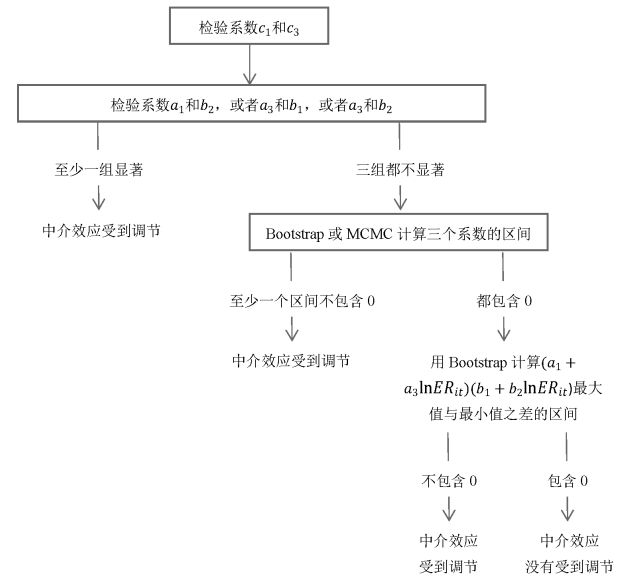 检验系数c₁和c₃
检验系数a₁和b₂，或者a₃和b₁，或者a₃和b₂
至少一组显著
三组都不显著
中介效应受到调节
Bootstrap 或 MCMC 计算三个系数的区间
至少一个区间不包含 0
都包含 0
中介效应受到调节
用 Bootstrap 计算(a₁ +
a₃lnERᵢₜ)(b₁ + b₂lnERᵢₜ)最大
值与最小值之差的区间
不包含 0
包含 0
中介效应
受到调节
中介效应
没有受到调节